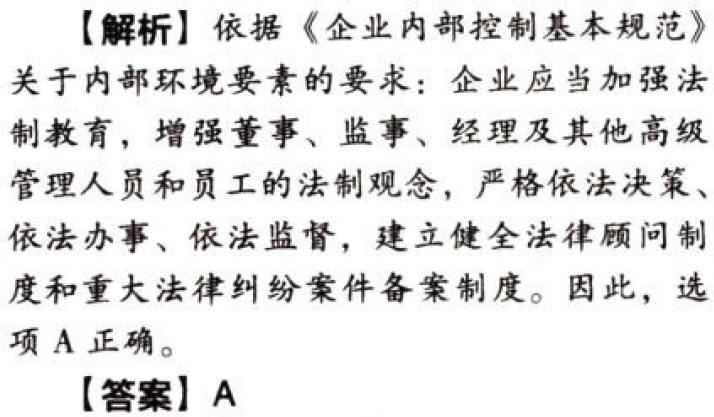 【解析】依据《企业内部控制基本规范》
关于内部环境要素的要求：企业应当加强法
制教育，增强董事、监事、经理及其他高级
管理人员和员工的法制观念，严格依法决策、
依法办事、依法监督，建立健全法律顾问制
度和重大法律纠纷案件备案制度。因此，选
项 A 正确。
【答案】A